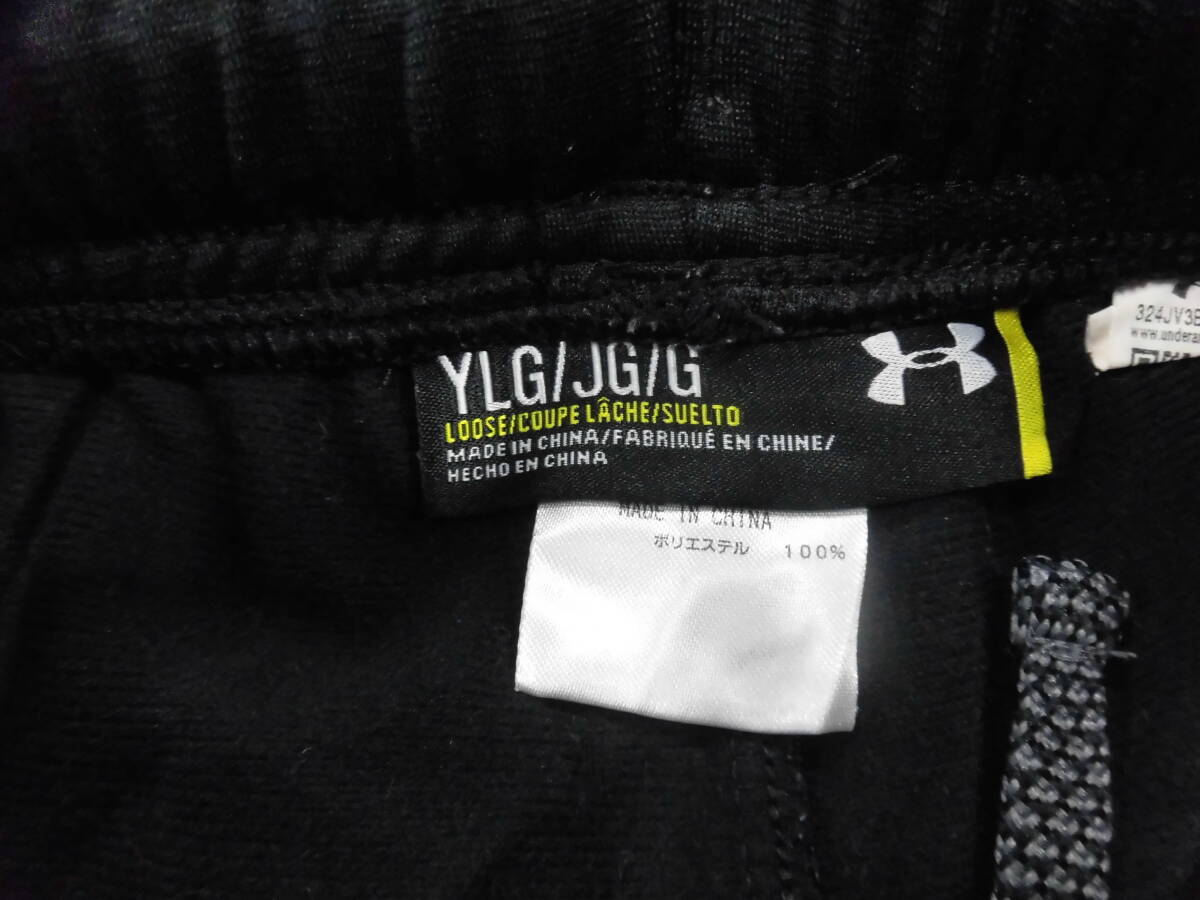 YLG/JG/G
LOOSE/COUPE LÂCHE/SUELTO
MADE IN CHINA/FABRIQUÉ EN CHINE/
HECHO EN CHINA
MADE IN CHINA
ポリエステル 100%